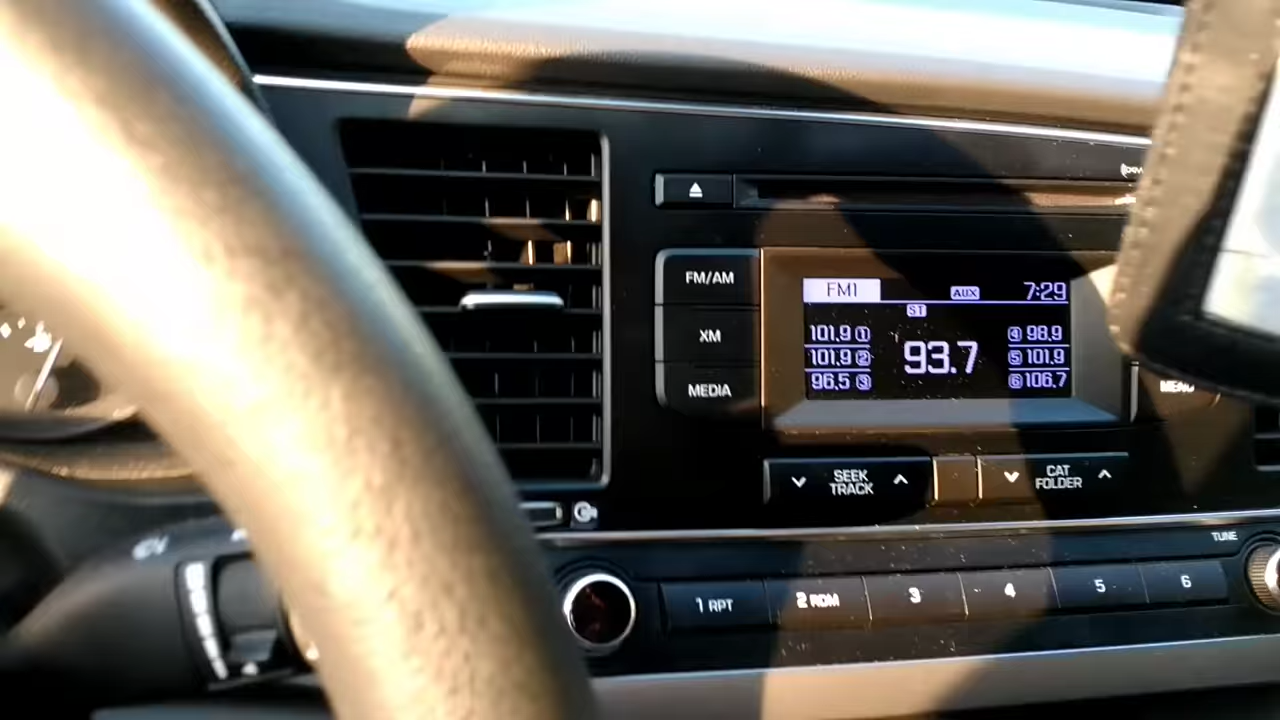 FM/AM
XM
MEDIA
FM1 AUX 7:29
ST
101.9 1
101.9 2
96.5 3
93.7
4 98.9
5 101.9
6 106.7
SEEK
TRACK
CAT
FOLDER
TUNE
1 RPT
2 RDM
3
4
5
6